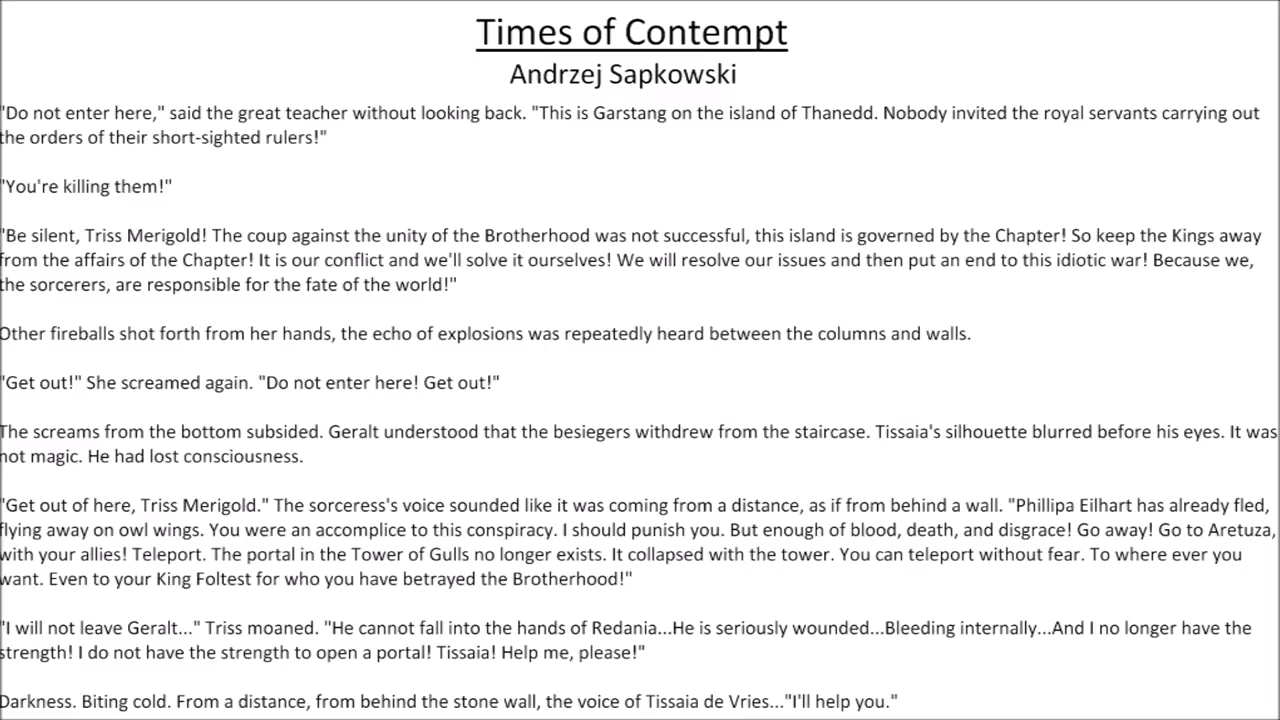 Times of Contempt
Andrzej Sapkowski
"Do not enter here," said the great teacher without looking back. "This is Garstang on the island of Thanedd. Nobody invited the royal servants carrying out
the orders of their short-sighted rulers!"
"You're killing them!"
"Be silent, Triss Merigold! The coup against the unity of the Brotherhood was not successful, this island is governed by the Chapter! So keep the Kings away
from the affairs of the Chapter! It is our conflict and we'll solve it ourselves! We will resolve our issues and then put an end to this idiotic war! Because we,
the sorcerers, are responsible for the fate of the world!"
Other fireballs shot forth from her hands, the echo of explosions was repeatedly heard between the columns and walls.
"Get out!" She screamed again. "Do not enter here! Get out!"
The screams from the bottom subsided. Geralt understood that the besiegers withdrew from the staircase. Tissaia's silhouette blurred before his eyes. It was
not magic. He had lost consciousness.
"Get out of here, Triss Merigold." The sorceress's voice sounded like it was coming from a distance, as if from behind a wall. "Phillipa Eilhart has already fled,
flying away on owl wings. You were an accomplice to this conspiracy. I should punish you. But enough of blood, death, and disgrace! Go away! Go to Aretuza,
with your allies! Teleport. The portal in the Tower of Gulls no longer exists. It collapsed with the tower. You can teleport without fear. To where ever you
want. Even to your King Foltest for who you have betrayed the Brotherhood!"
"I will not leave Geralt..." Triss moaned. "He cannot fall into the hands of Redania...He is seriously wounded...Bleeding internally...And I no longer have the
strength! I do not have the strength to open a portal! Tissaia! Help me, please!"
Darkness. Biting cold. From a distance, from behind the stone wall, the voice of Tissaia de Vries..."I'll help you."